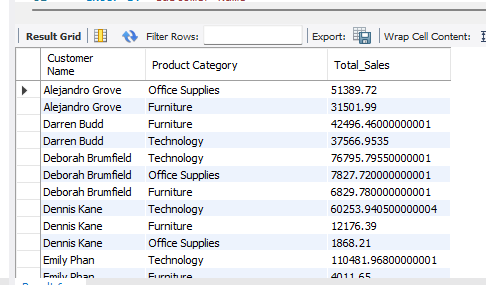 Result Grid Filter Rows: Export: Wrap Cell Content:
Customer
Name Product Category Total_Sales
Alejandro Grove Office Supplies 51389.72
Alejandro Grove Furniture 31501.99
Darren Budd Furniture 42496.46000000001
Darren Budd Technology 37566.9535
Deborah Brumfield Technology 76795.79550000001
Deborah Brumfield Office Supplies 7827.720000000001
Deborah Brumfield Furniture 6829.780000000001
Dennis Kane Technology 60253.940500000004
Dennis Kane Furniture 12176.39
Dennis Kane Office Supplies 1868.21
Emily Phan Technology 110481.96800000001
Emily Phan Furniture 4011.65